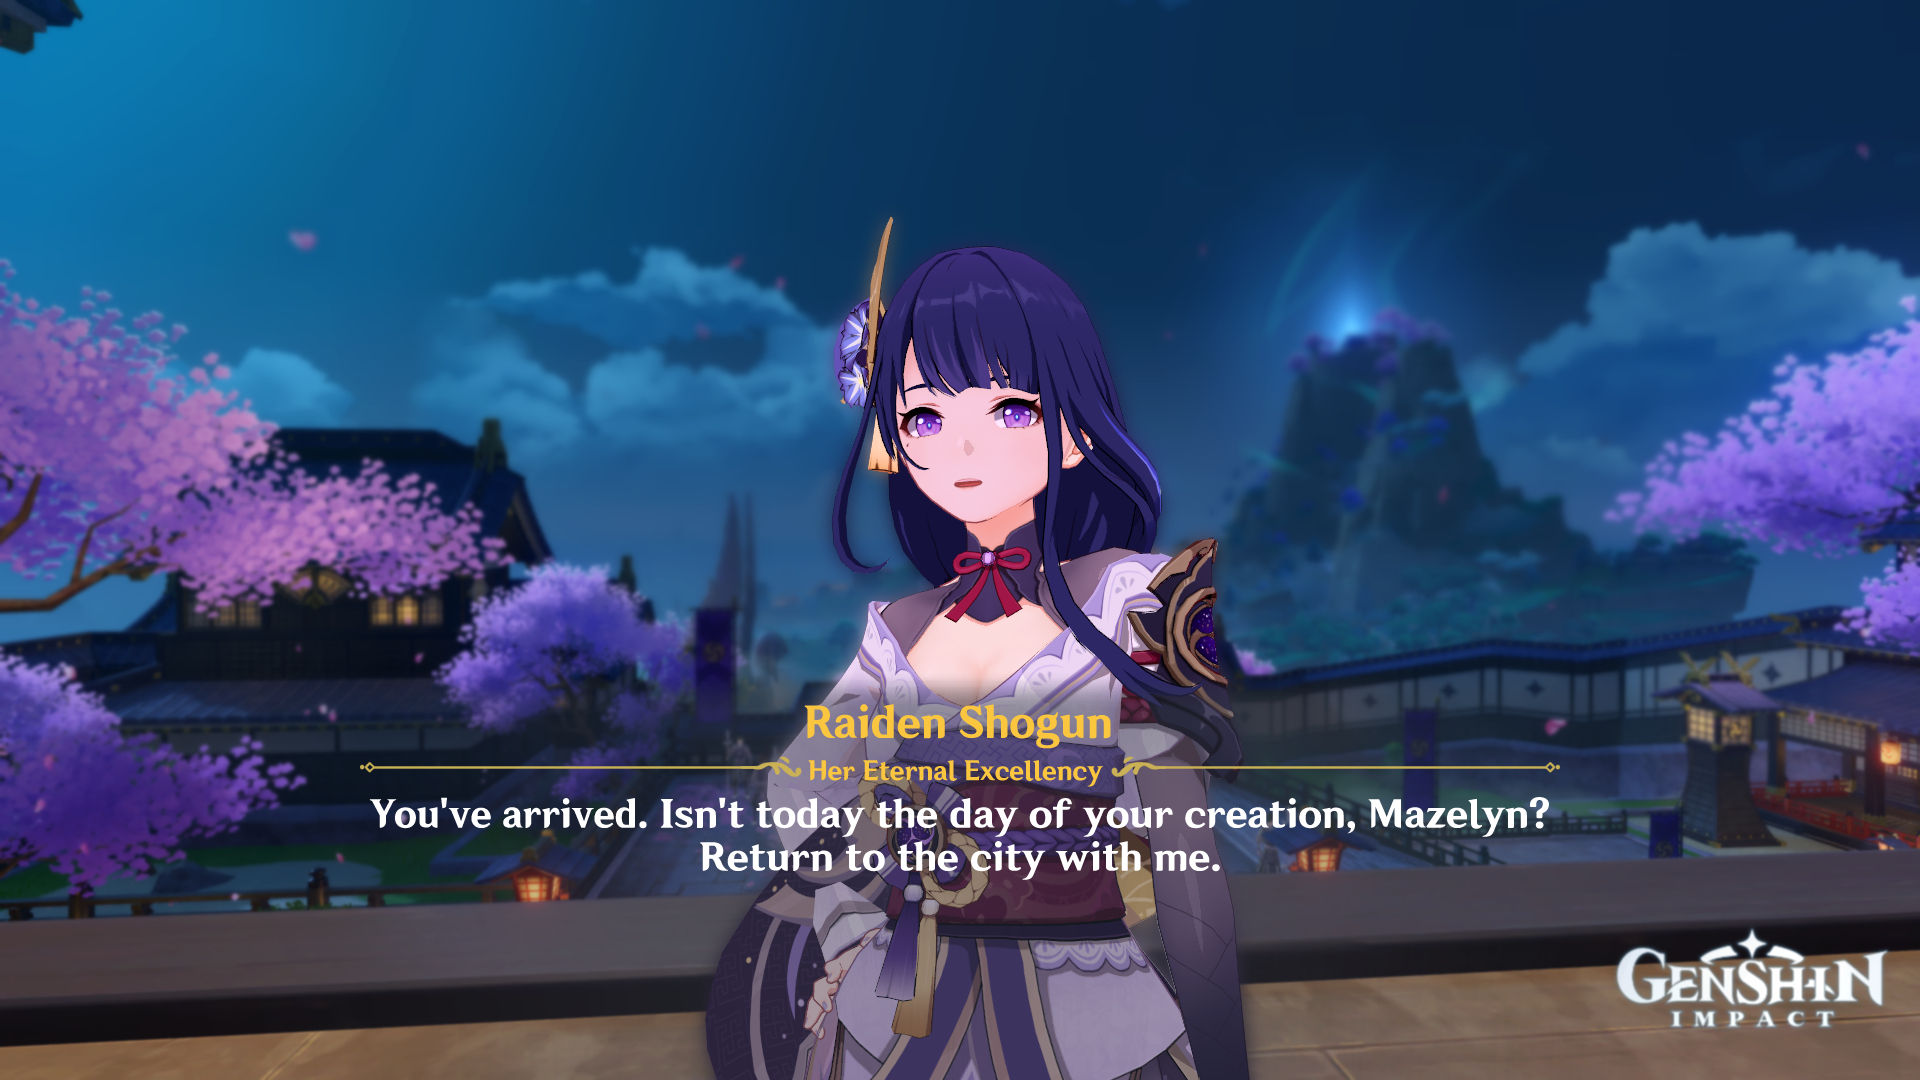 Raiden Shogun
Her Eternal Excellency
You've arrived. Isn't today the day of your creation, Mazelyn?
Return to the city with me.
GENSHIN
IMPACT